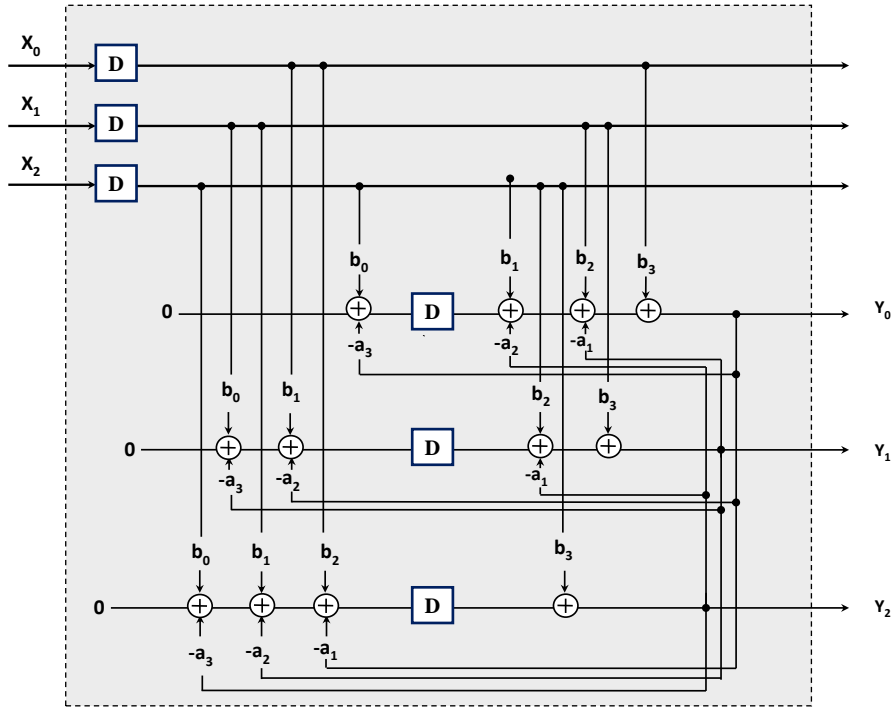 X₀
D
X₁
D
X₂
D
b₀ b₁ b₂ b₃
0 D Y₀
-a₃ -a₂ -a₁
b₀ b₁ b₂ b₃
0 D Y₁
-a₃ -a₂ -a₁
b₀ b₁ b₂ b₃
0 D Y₂
-a₃ -a₂ -a₁